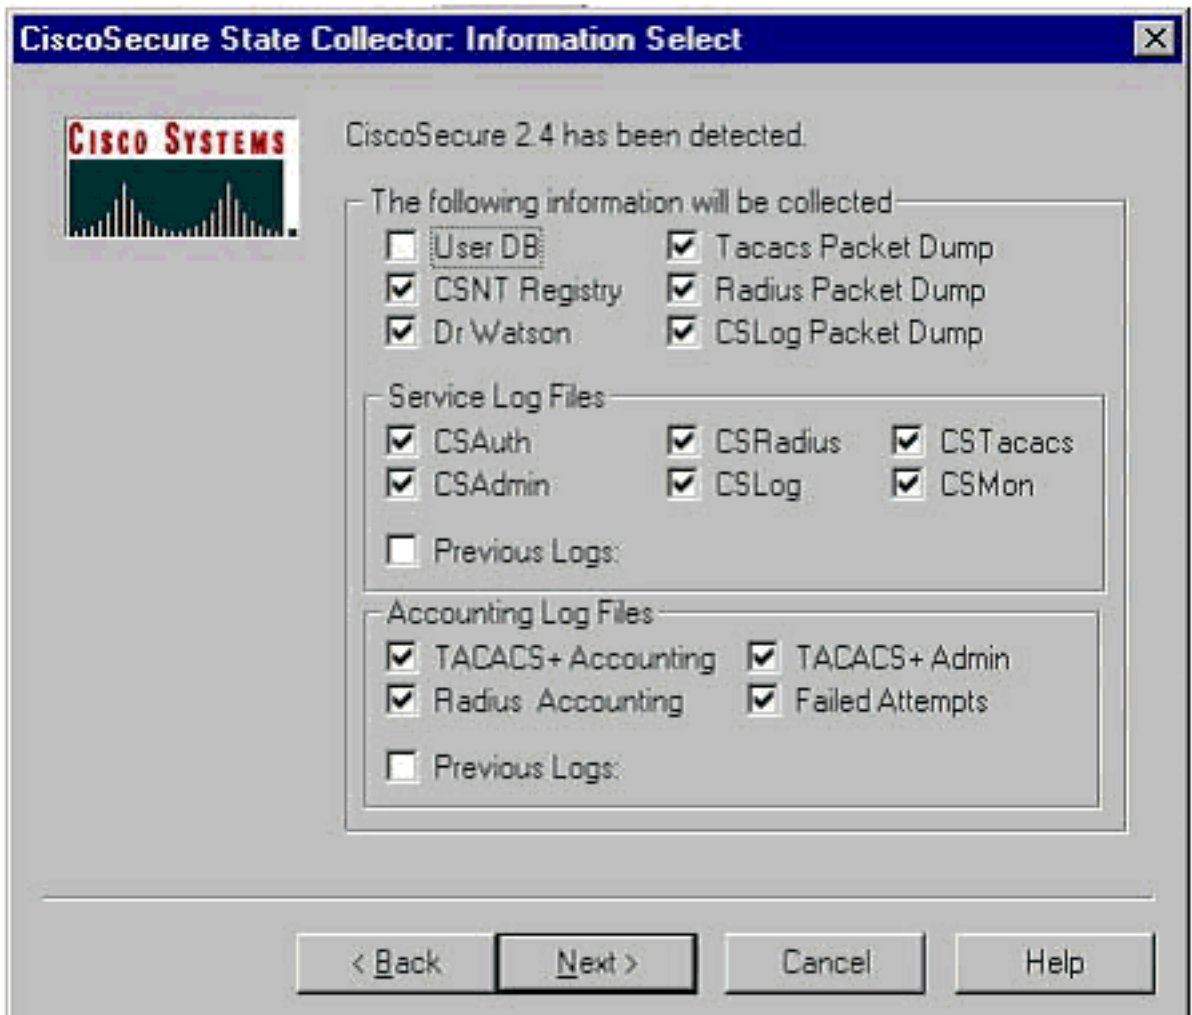 CiscoSecure State Collector: Information Select
CISCO SYSTEMS
CiscoSecure 2.4 has been detected.
The following information will be collected
User DB Tacacs Packet Dump
CSNT Registry Radius Packet Dump
Dr Watson CSLog Packet Dump
Service Log Files
CSAuth CSRadius CSTacacs
CSAdmin CSLog CSMon
Previous Logs:
Accounting Log Files
TACACS+ Accounting TACACS+ Admin
Radius Accounting Failed Attempts
Previous Logs:
< Back Next > Cancel Help